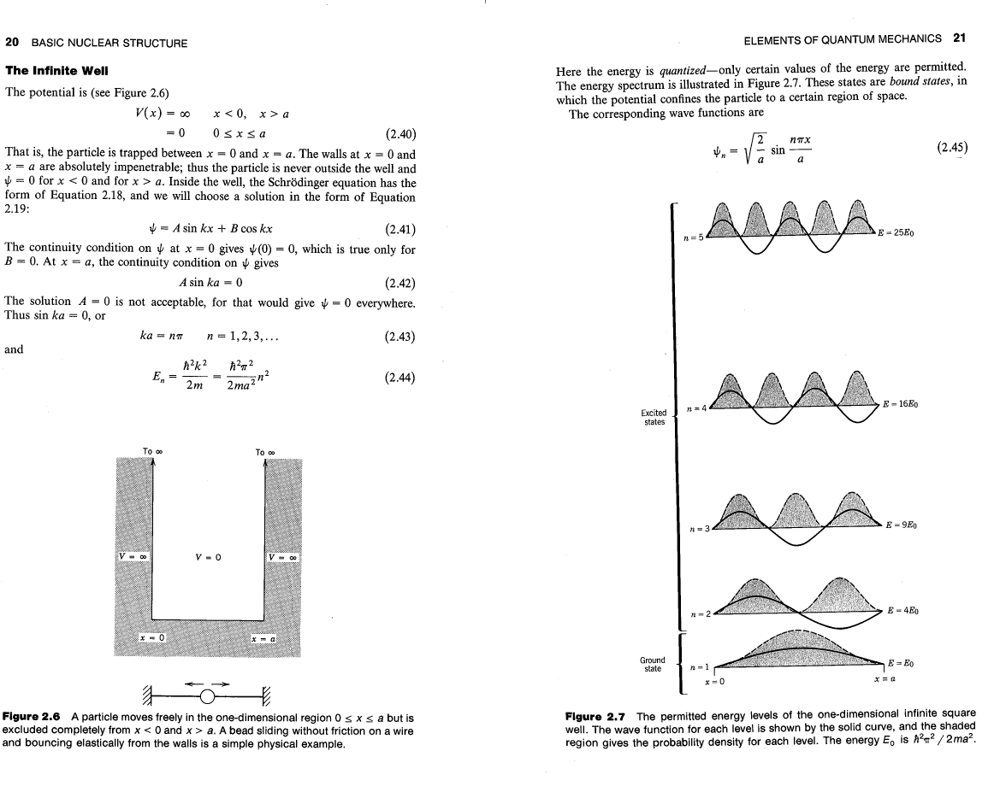 20 BASIC NUCLEAR STRUCTURE
The Infinite Well
The potential is (see Figure 2.6)
V(x) = ∞ x < 0, x > a
= 0 0 ≤ x ≤ a (2.40)
That is, the particle is trapped between x = 0 and x = a. The walls at x = 0 and
x = a are absolutely impenetrable; thus the particle is never outside the well and
ψ = 0 for x < 0 and for x > a. Inside the well, the Schrödinger equation has the
form of Equation 2.18, and we will choose a solution in the form of Equation
2.19:
ψ = A sin kx + B cos kx (2.41)
The continuity condition on ψ at x = 0 gives ψ(0) = 0, which is true only for
B = 0. At x = a, the continuity condition on ψ gives
A sin ka = 0 (2.42)
The solution A = 0 is not acceptable, for that would give ψ = 0 everywhere.
Thus sin ka = 0, or
ka = nπ n = 1, 2, 3, ... (2.43)
and
Eₙ = ħ²k²/2m = ħ²π²/2ma² n² (2.44)
To ∞ To ∞
V = ∞ V = 0 V = ∞
x = 0 x = a
Figure 2.6 A particle moves freely in the one-dimensional region 0 ≤ x ≤ a but is
excluded completely from x < 0 and x > a. A bead sliding without friction on a wire
and bouncing elastically from the walls is a simple physical example.
ELEMENTS OF QUANTUM MECHANICS 21
Here the energy is quantized—only certain values of the energy are permitted.
The energy spectrum is illustrated in Figure 2.7. These states are bound states, in
which the potential confines the particle to a certain region of space.
The corresponding wave functions are
ψₙ = √(2/a) sin nπx/a (2.45)
n = 5 E = 25E₀
n = 4 E = 16E₀
Excited
states
n = 3 E = 9E₀
n = 2 E = 4E₀
Ground
state
n = 1 E = E₀
x = 0 x = a
Figure 2.7 The permitted energy levels of the one-dimensional infinite square
well. The wave function for each level is shown by the solid curve, and the shaded
region gives the probability density for each level. The energy E₀ is ħ²π² / 2ma².